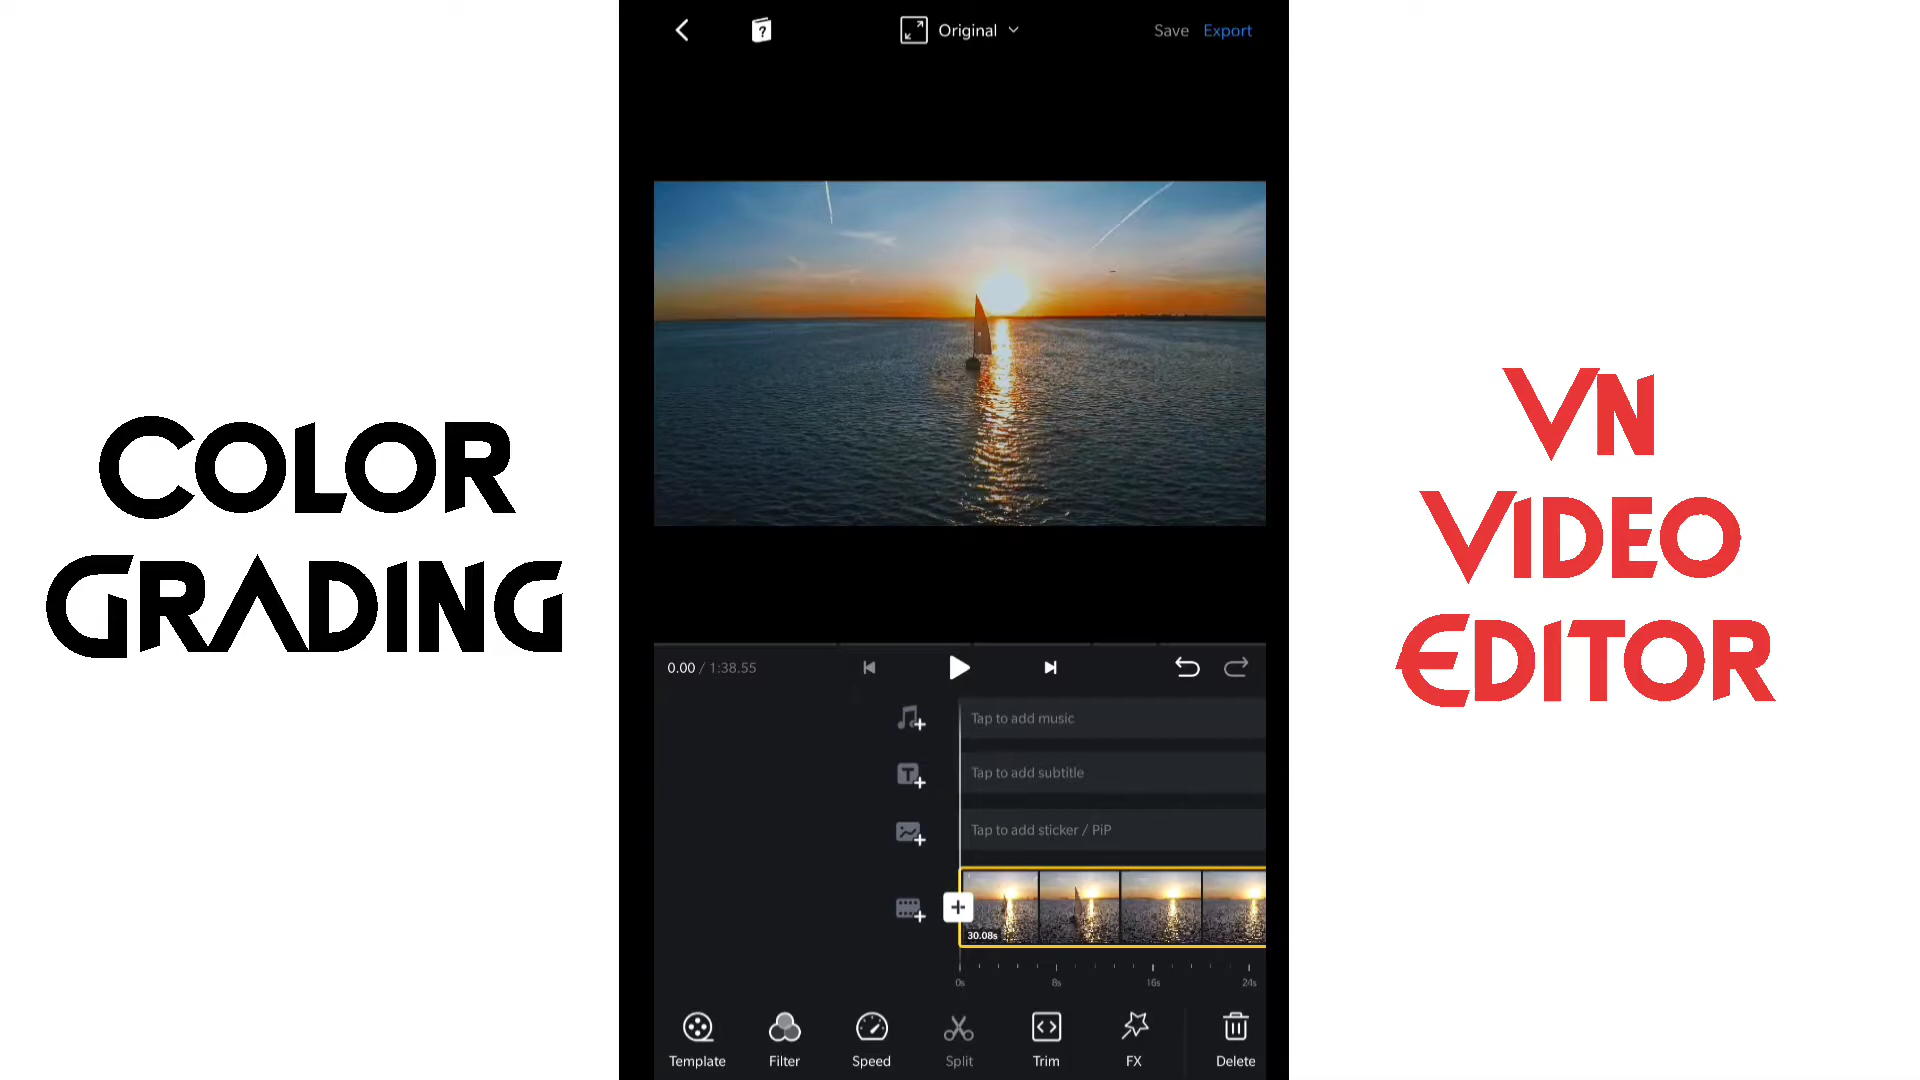 Original
Save Export
COLOR
GRADING
VN
VIDEO
EDITOR
0.00 / 1:38.55
Tap to add music
Tap to add subtitle
Tap to add sticker / PiP
30.08s
0s 8s 16s 24s
Template Filter Speed Split Trim FX Delete